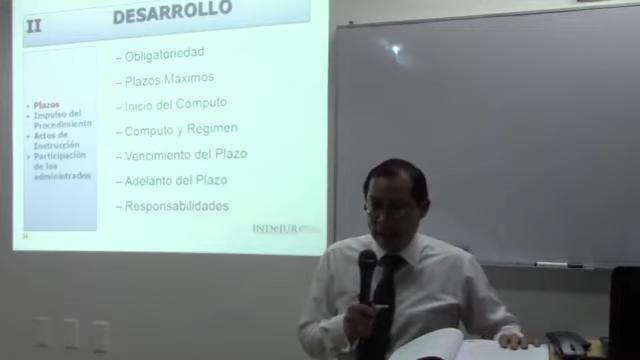 II
DESARROLLO
• Plazos
• Impulso del
Procedimiento
• Actos de
Instrucción
• Participación
de los
administrados
– Obligatoriedad
– Plazos Máximos
– Inicio del Cómputo
– Computo y Régimen
– Vencimiento del Plazo
– Adelanto del Plazo
– Responsabilidades
INDeJUR